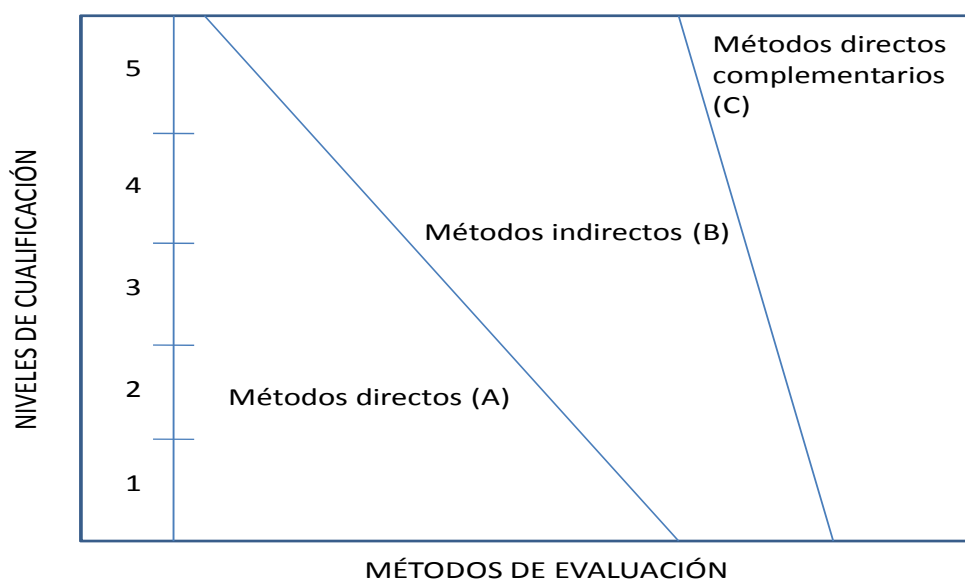 Métodos directos
complementarios
(C)
5
4
Métodos indirectos (B)
3
Métodos directos (A)
2
1
NIVELES DE CUALIFICACIÓN
MÉTODOS DE EVALUACIÓN